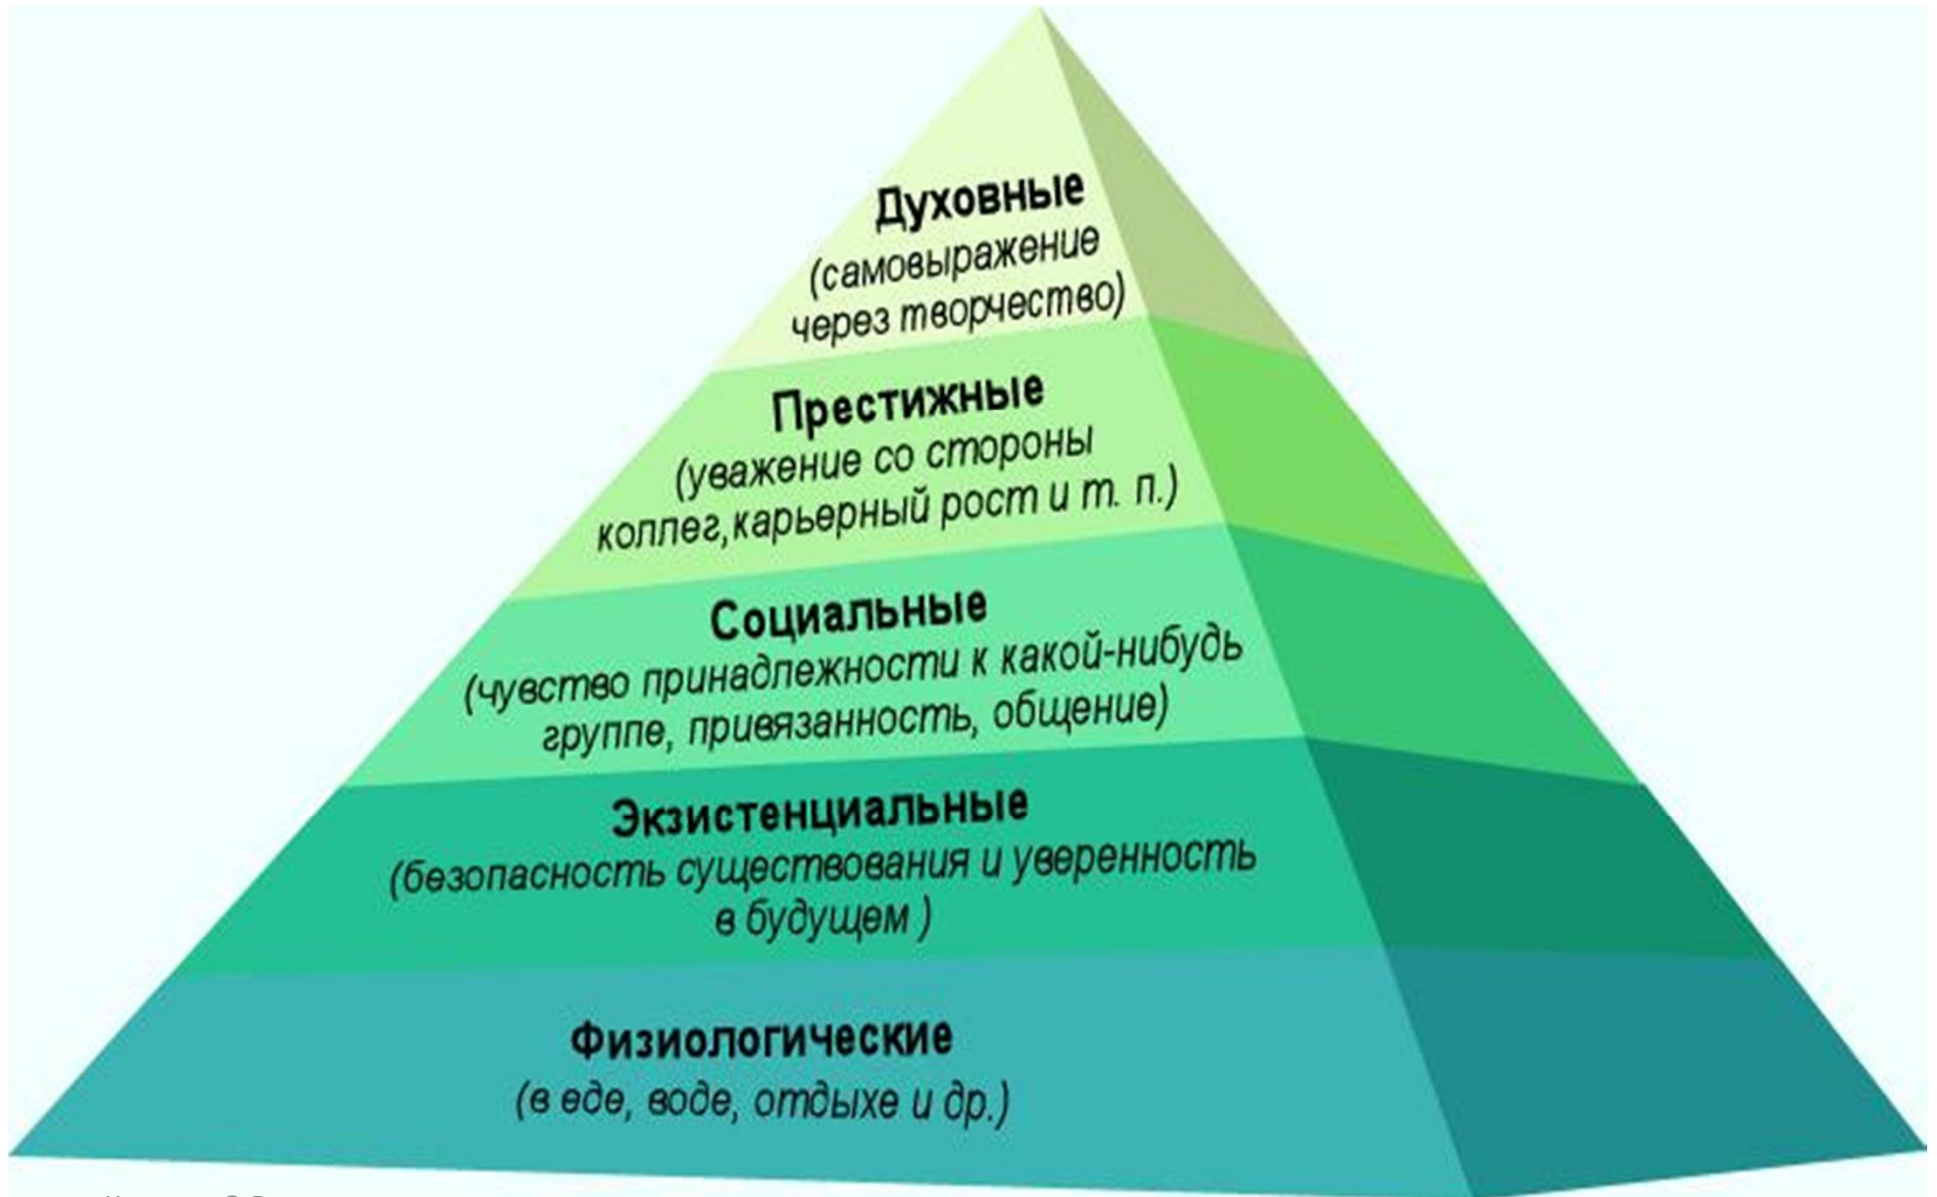 Духовные
(самовыражение
через творчество)
Престижные
(уважение со стороны
коллег,карьерный рост и т. п.)
Социальные
(чувство принадлежности к какой-нибудь
группе, привязанность, общение)
Экзистенциальные
(безопасность существования и уверенность
в будущем )
Физиологические
(в еде, воде, отдыхе и др.)